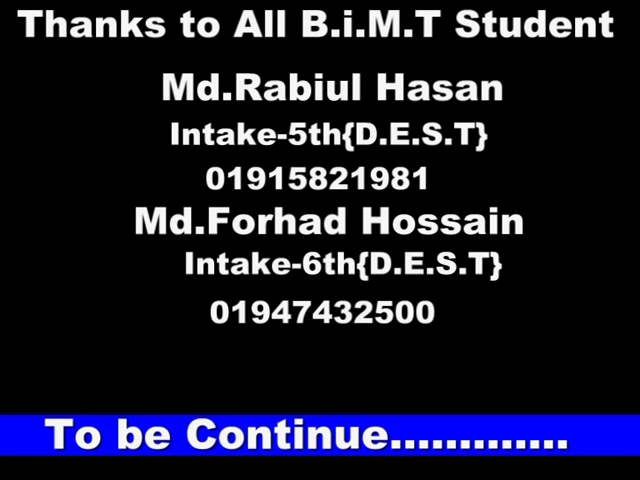 Thanks to All B.i.M.T Student
Md.Rabiul Hasan
Intake-5th{D.E.S.T}
01915821981
Md.Forhad Hossain
Intake-6th{D.E.S.T}
01947432500
To be Continue.............